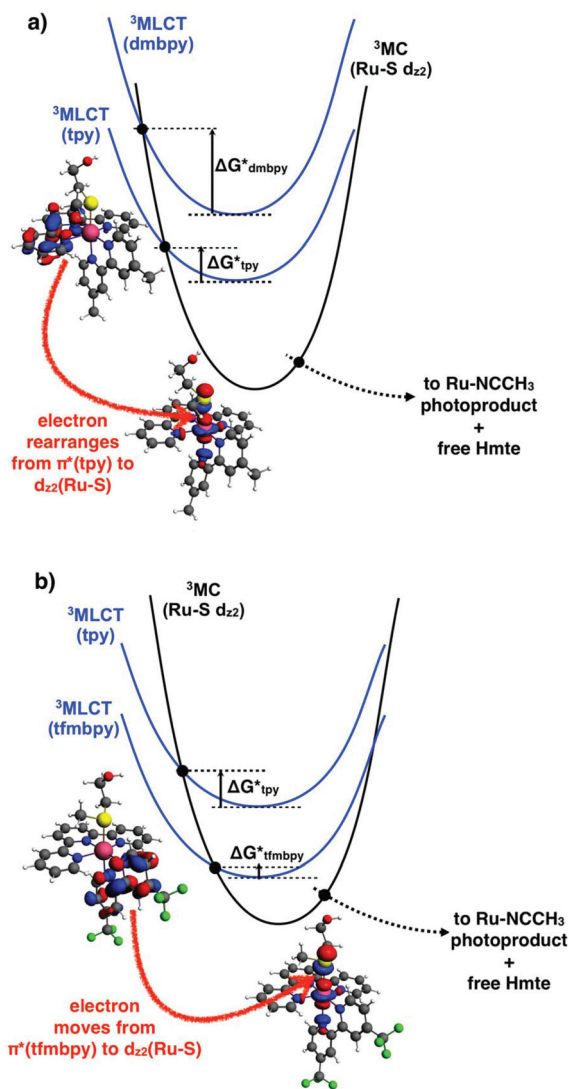 a)
³MLCT
(dmbpy)
³MC
(Ru-S dz2)
³MLCT
(tpy)
ΔG*dmbpy
ΔG*tpy
electron
rearranges
from π*(tpy) to
dz2(Ru-S)
to Ru-NCCH₃
photoproduct
+
free Hmte
b)
³MC
(Ru-S dz2)
³MLCT
(tpy)
³MLCT
(tfmbpy)
ΔG*tpy
ΔG*tfmbpy
to Ru-NCCH₃
photoproduct
+
free Hmte
electron
moves from
π*(tfmbpy) to dz2(Ru-S)